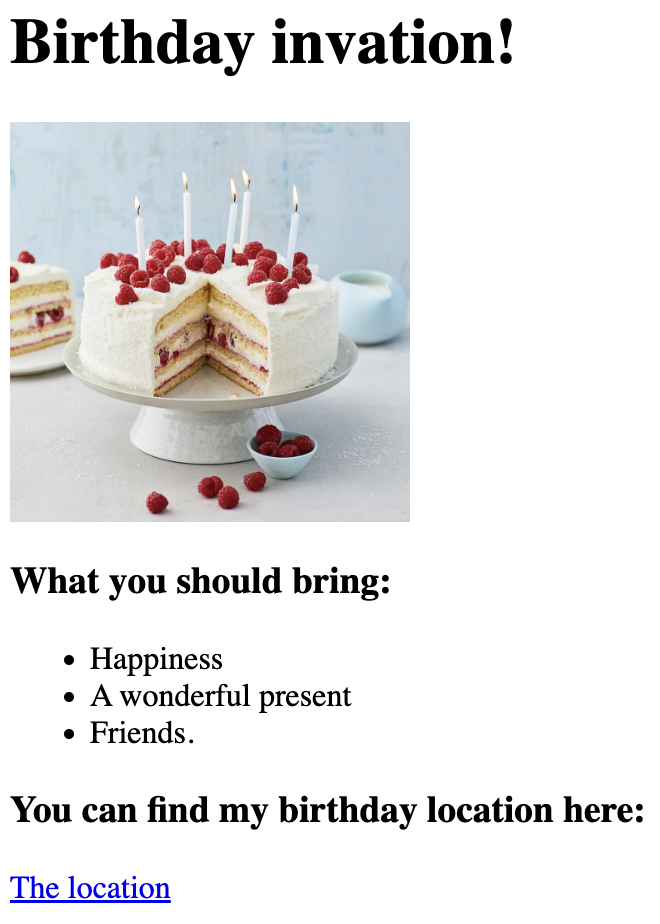 Birthday invation!
What you should bring:
Happiness
A wonderful present
Friends.
You can find my birthday location here:
The location